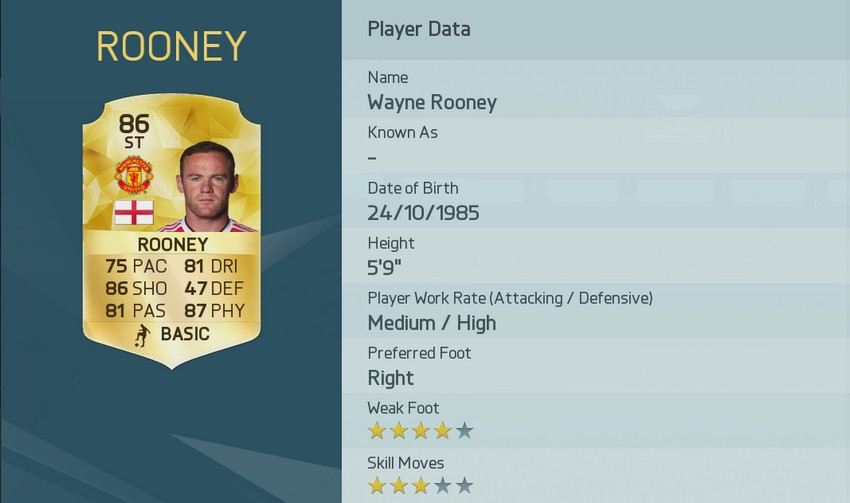 ROONEY
86
ST
MANCHESTER
UNITED
ROONEY
75 PAC 81 DRI
86 SHO 47 DEF
81 PAS 87 PHY
BASIC
Player Data
Name
Wayne Rooney
Known As
–
Date of Birth
24/10/1985
Height
5'9"
Player Work Rate (Attacking / Defensive)
Medium / High
Preferred Foot
Right
Weak Foot
Skill Moves